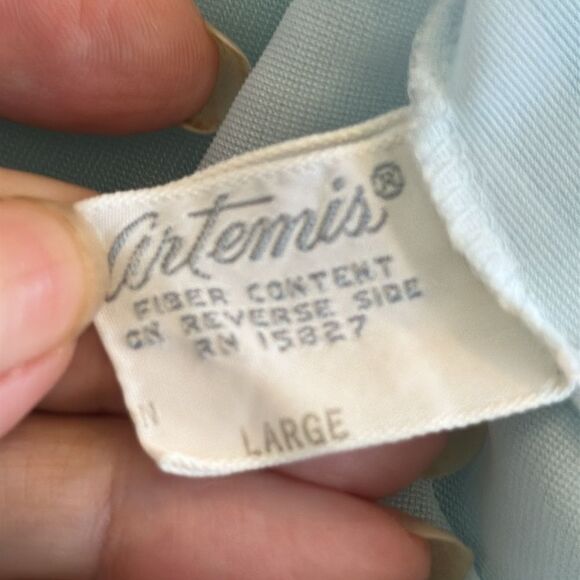 Artemis®
FIBER CONTENT
ON REVERSE SIDE
RN 15827
N
LARGE